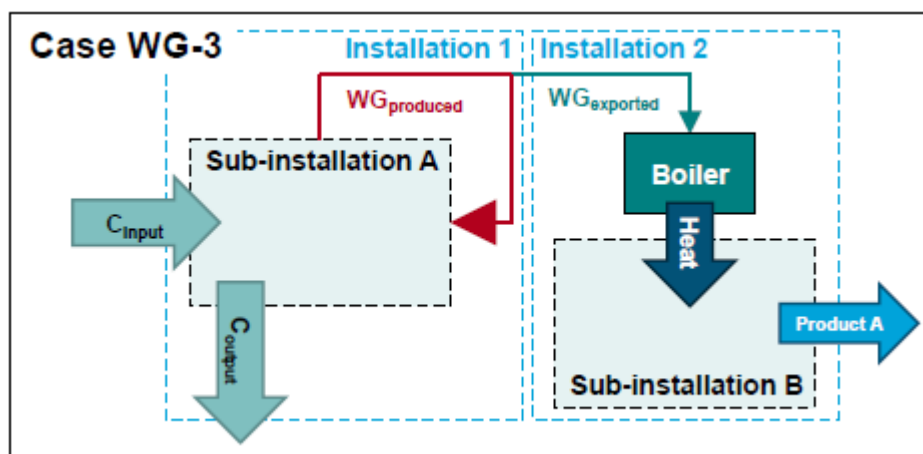 Case WG-3
Installation 1
Installation 2
WGproduced
WGexported
Sub-installation A
Boiler
Cinput
Heat
Coutput
Product A
Sub-installation B